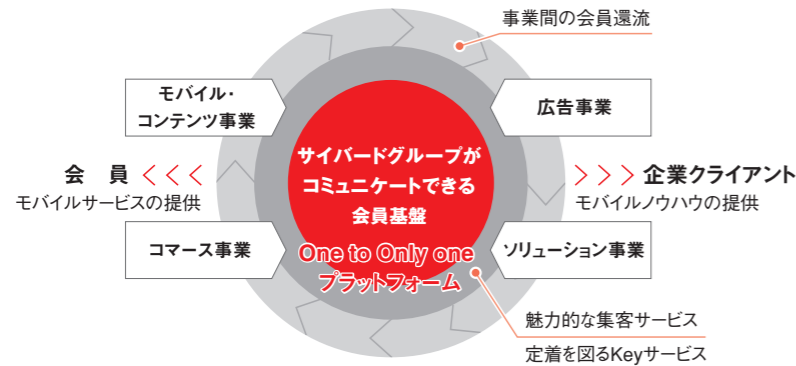 事業間の会員還流
モバイル・
コンテンツ事業
広告事業
サイバードグループが
コミュニケートできる
会員基盤
会　員
モバイルサービスの提供
企業クライアント
モバイルノウハウの提供
コマース事業
One to Only one
プラットフォーム
ソリューション事業
魅力的な集客サービス
定着を図るKeyサービス